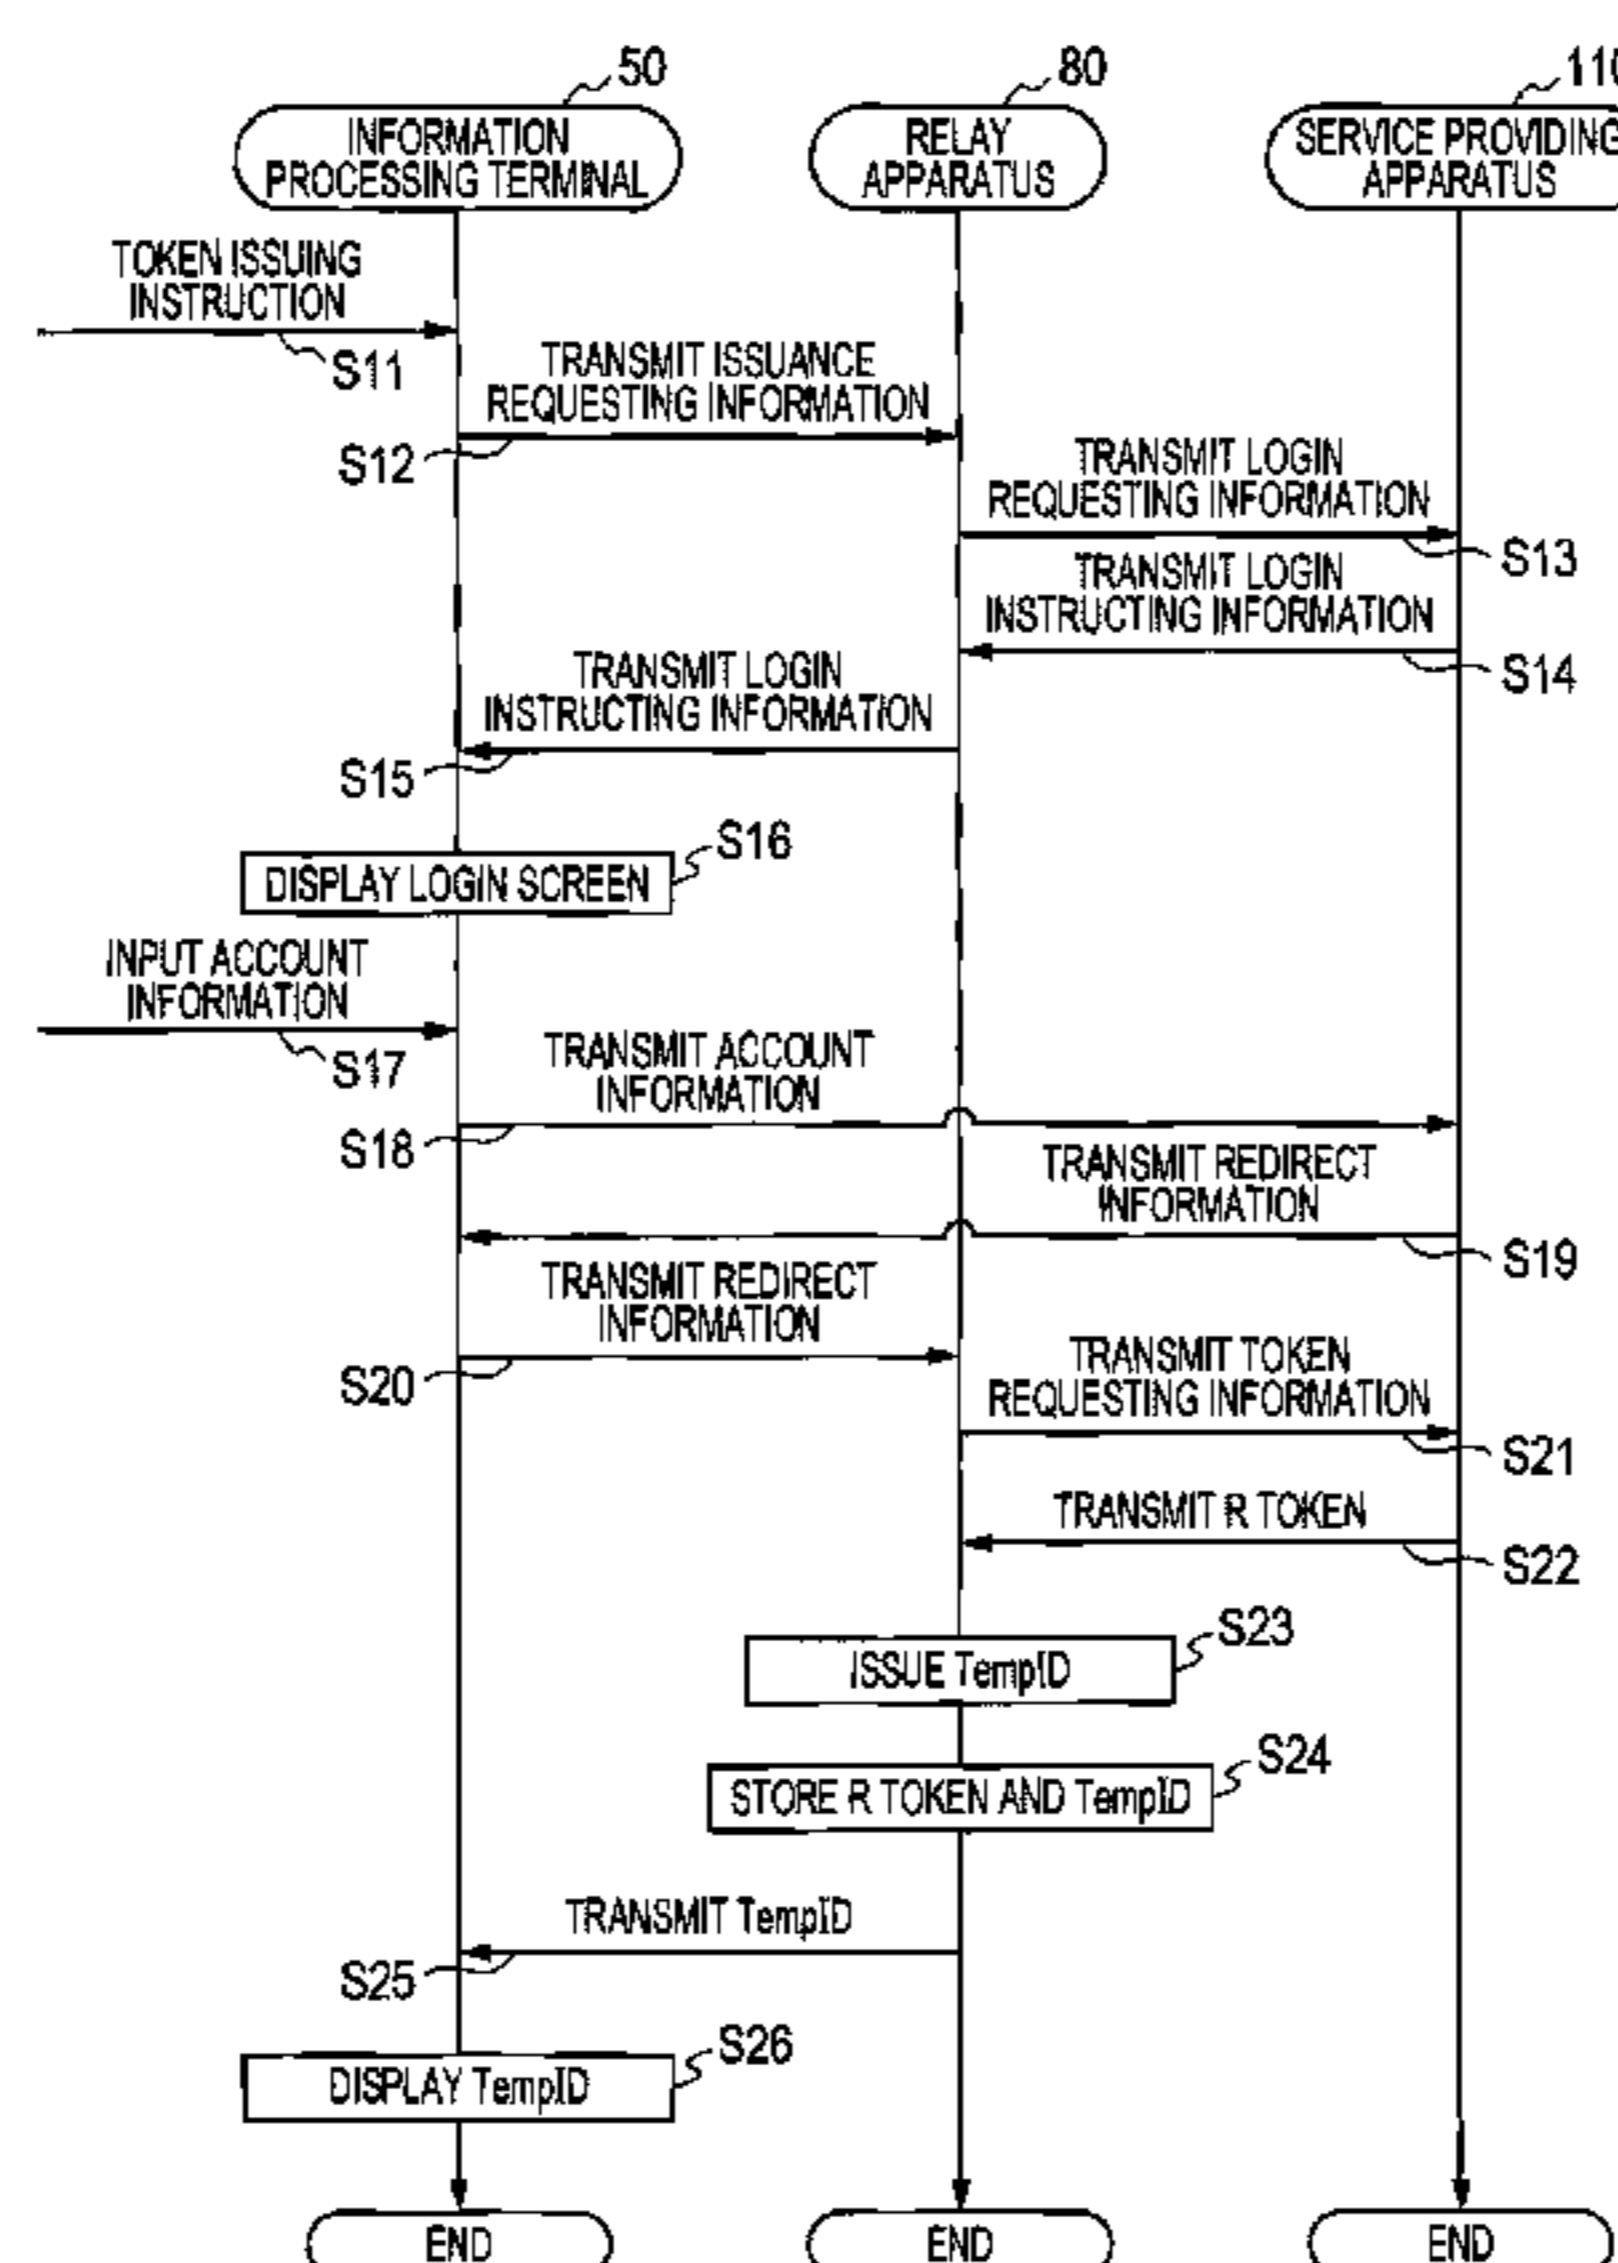 50
80
110
INFORMATION
PROCESSING TERMINAL
RELAY
APPARATUS
SERVICE PROVIDING
APPARATUS
TOKEN ISSUING
INSTRUCTION
S11
TRANSMIT ISSUANCE
REQUESTING INFORMATION
S12
TRANSMIT LOGIN
REQUESTING INFORMATION
S13
TRANSMIT LOGIN
INSTRUCTING INFORMATION
S14
TRANSMIT LOGIN
INSTRUCTING INFORMATION
S15
S16
DISPLAY LOGIN SCREEN
INPUT ACCOUNT
INFORMATION
S17
TRANSMIT ACCOUNT
INFORMATION
S18
TRANSMIT REDIRECT
INFORMATION
S19
TRANSMIT REDIRECT
INFORMATION
S20
TRANSMIT TOKEN
REQUESTING INFORMATION
S21
TRANSMIT R TOKEN
S22
S23
ISSUE TempID
S24
STORE R TOKEN AND TempID
TRANSMIT TempID
S25
S26
DISPLAY TempID
END
END
END